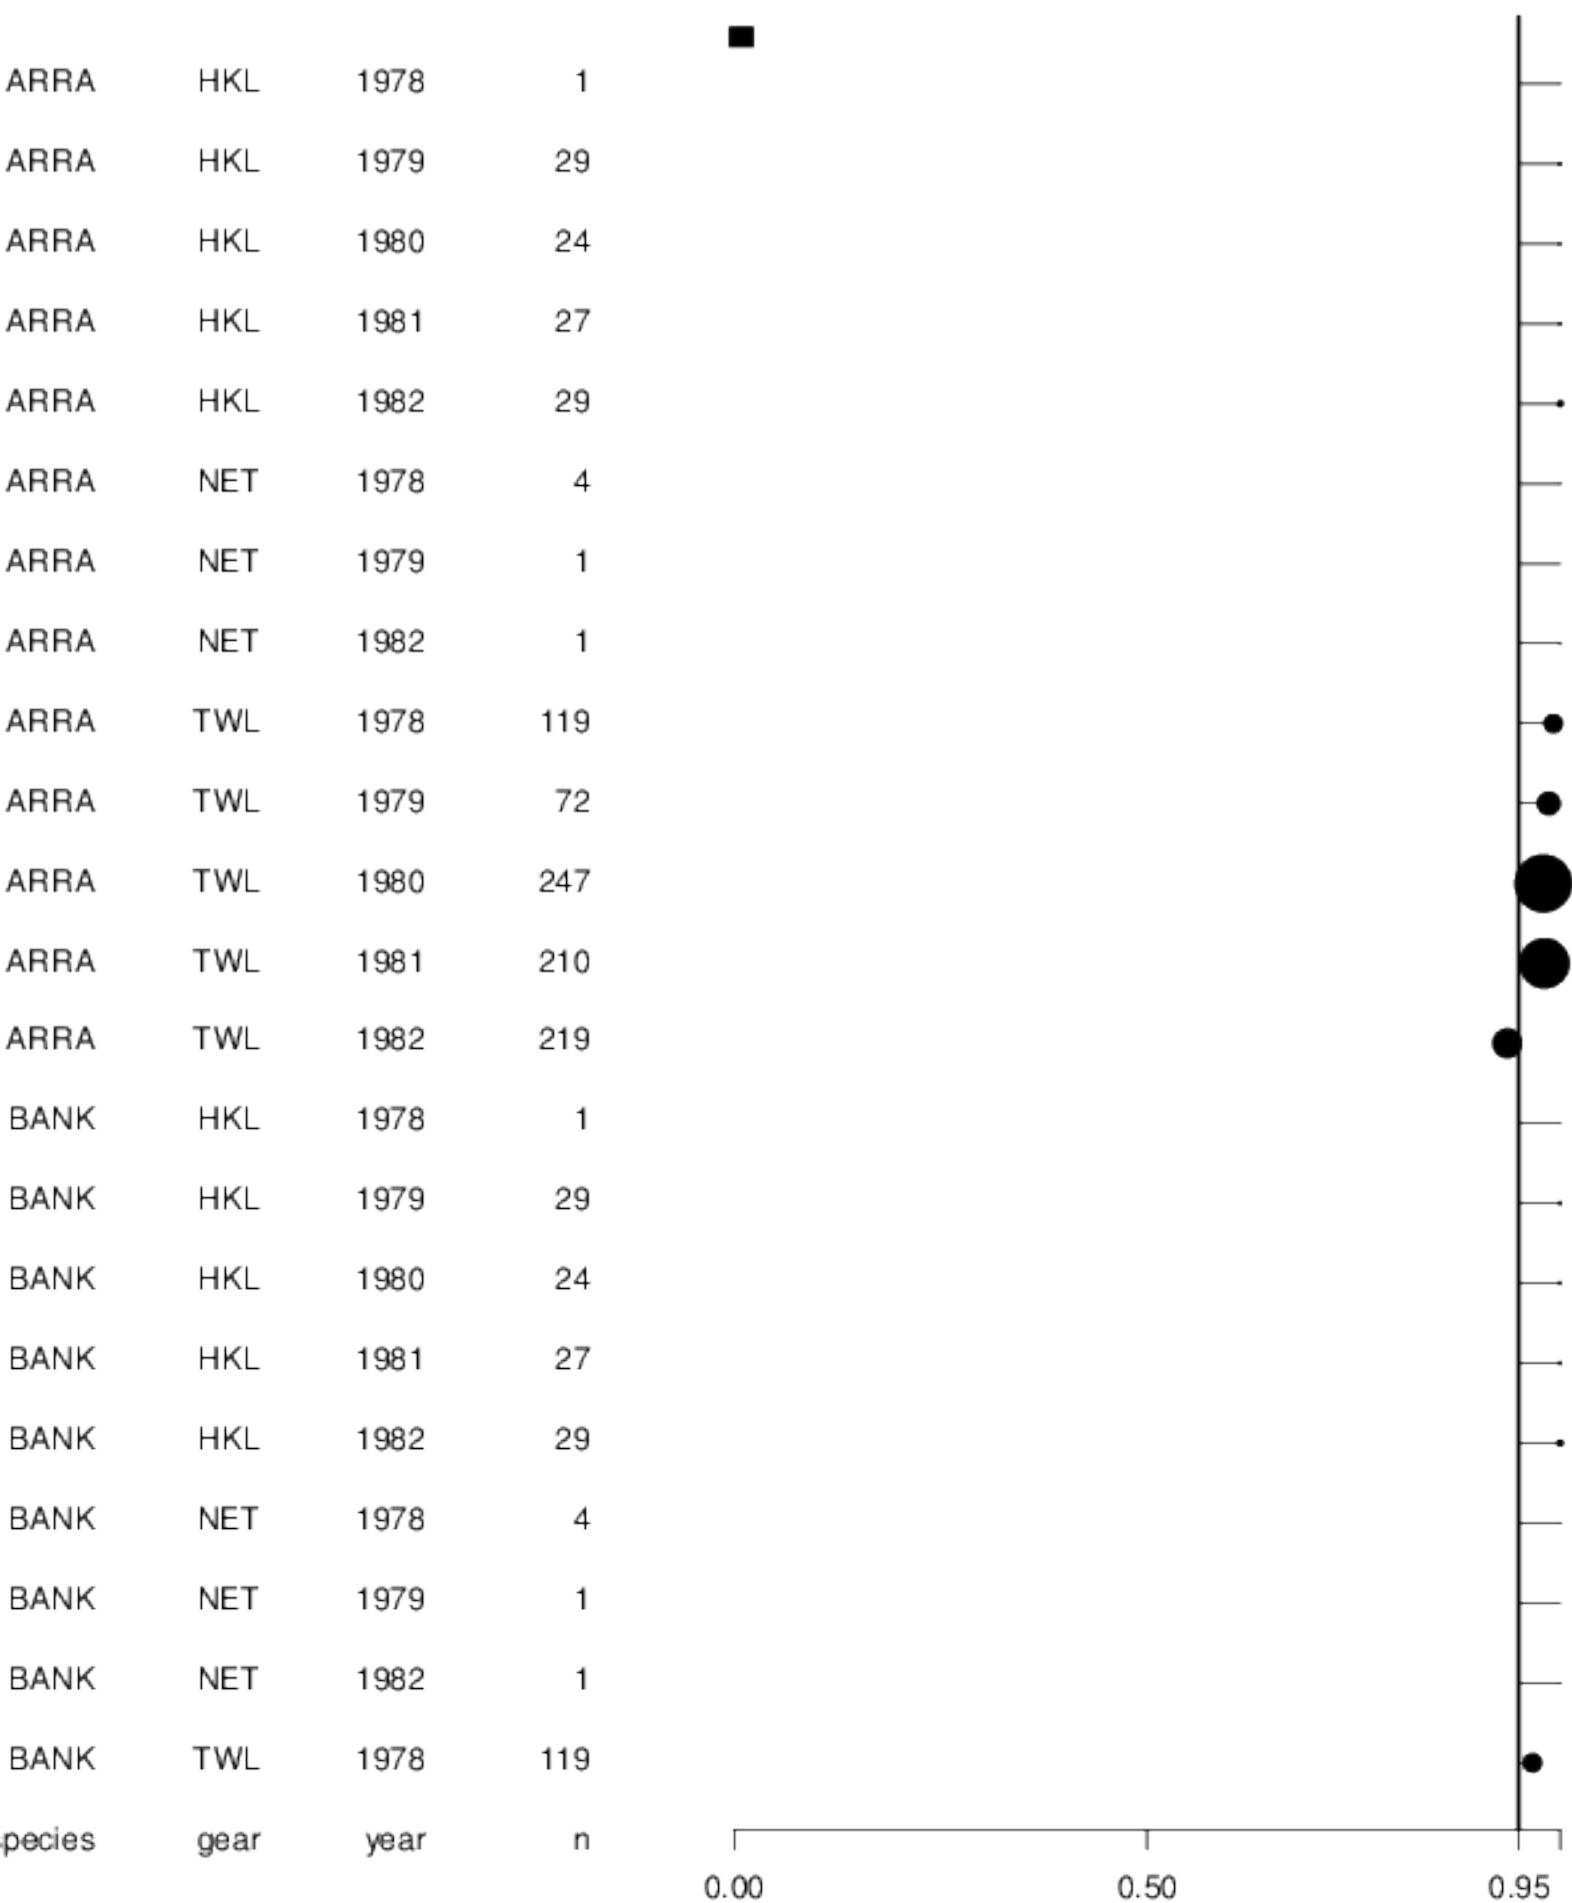 ARRA HKL 1978 1
ARRA HKL 1979 29
ARRA HKL 1980 24
ARRA HKL 1981 27
ARRA HKL 1982 29
ARRA NET 1978 4
ARRA NET 1979 1
ARRA NET 1982 1
ARRA TWL 1978 119
ARRA TWL 1979 72
ARRA TWL 1980 247
ARRA TWL 1981 210
ARRA TWL 1982 219
BANK HKL 1978 1
BANK HKL 1979 29
BANK HKL 1980 24
BANK HKL 1981 27
BANK HKL 1982 29
BANK NET 1978 4
BANK NET 1979 1
BANK NET 1982 1
BANK TWL 1978 119
pecies gear year n
0.00 0.50 0.95